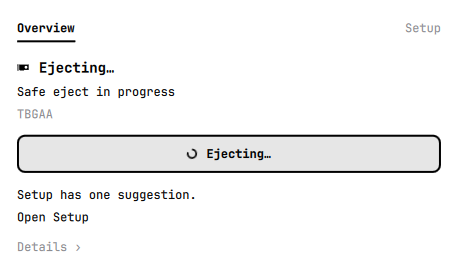 Overview Setup
Ejecting…
Safe eject in progress
TBGAA
Ejecting…
Setup has one suggestion.
Open Setup
Details ›